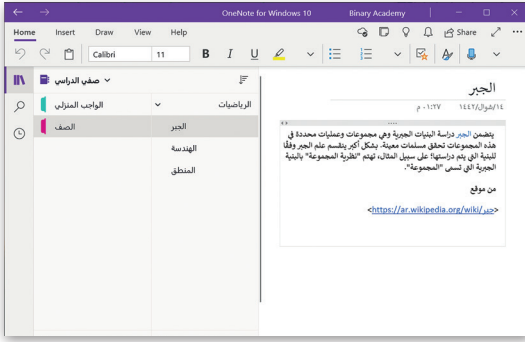 OneNote for Windows 10
Binary Academy
Home Insert Draw View Help
Share
Calibri 11 B I U
صفي الدراسي
الواجب المنزلي
الصف
الرياضيات
الجبر
الهندسة
المنطق
الجبر
١٤/شوال/١٤٤٢ ٠١:٢٧ م
يتضمن الجبر دراسة البنيات الجبرية وهي مجموعات وعمليات محددة في
هذه المجموعات تحقق مسلمات معينة. بشكل أكبر ينقسم علم الجبر وفقًا
للبنية التي يتم دراستها؛ على سبيل المثال، تهتم "نظرية المجموعة" بالبنية
الجبرية التي تسمى "المجموعة".
من موقع
<https://ar.wikipedia.org/wiki/جبر>